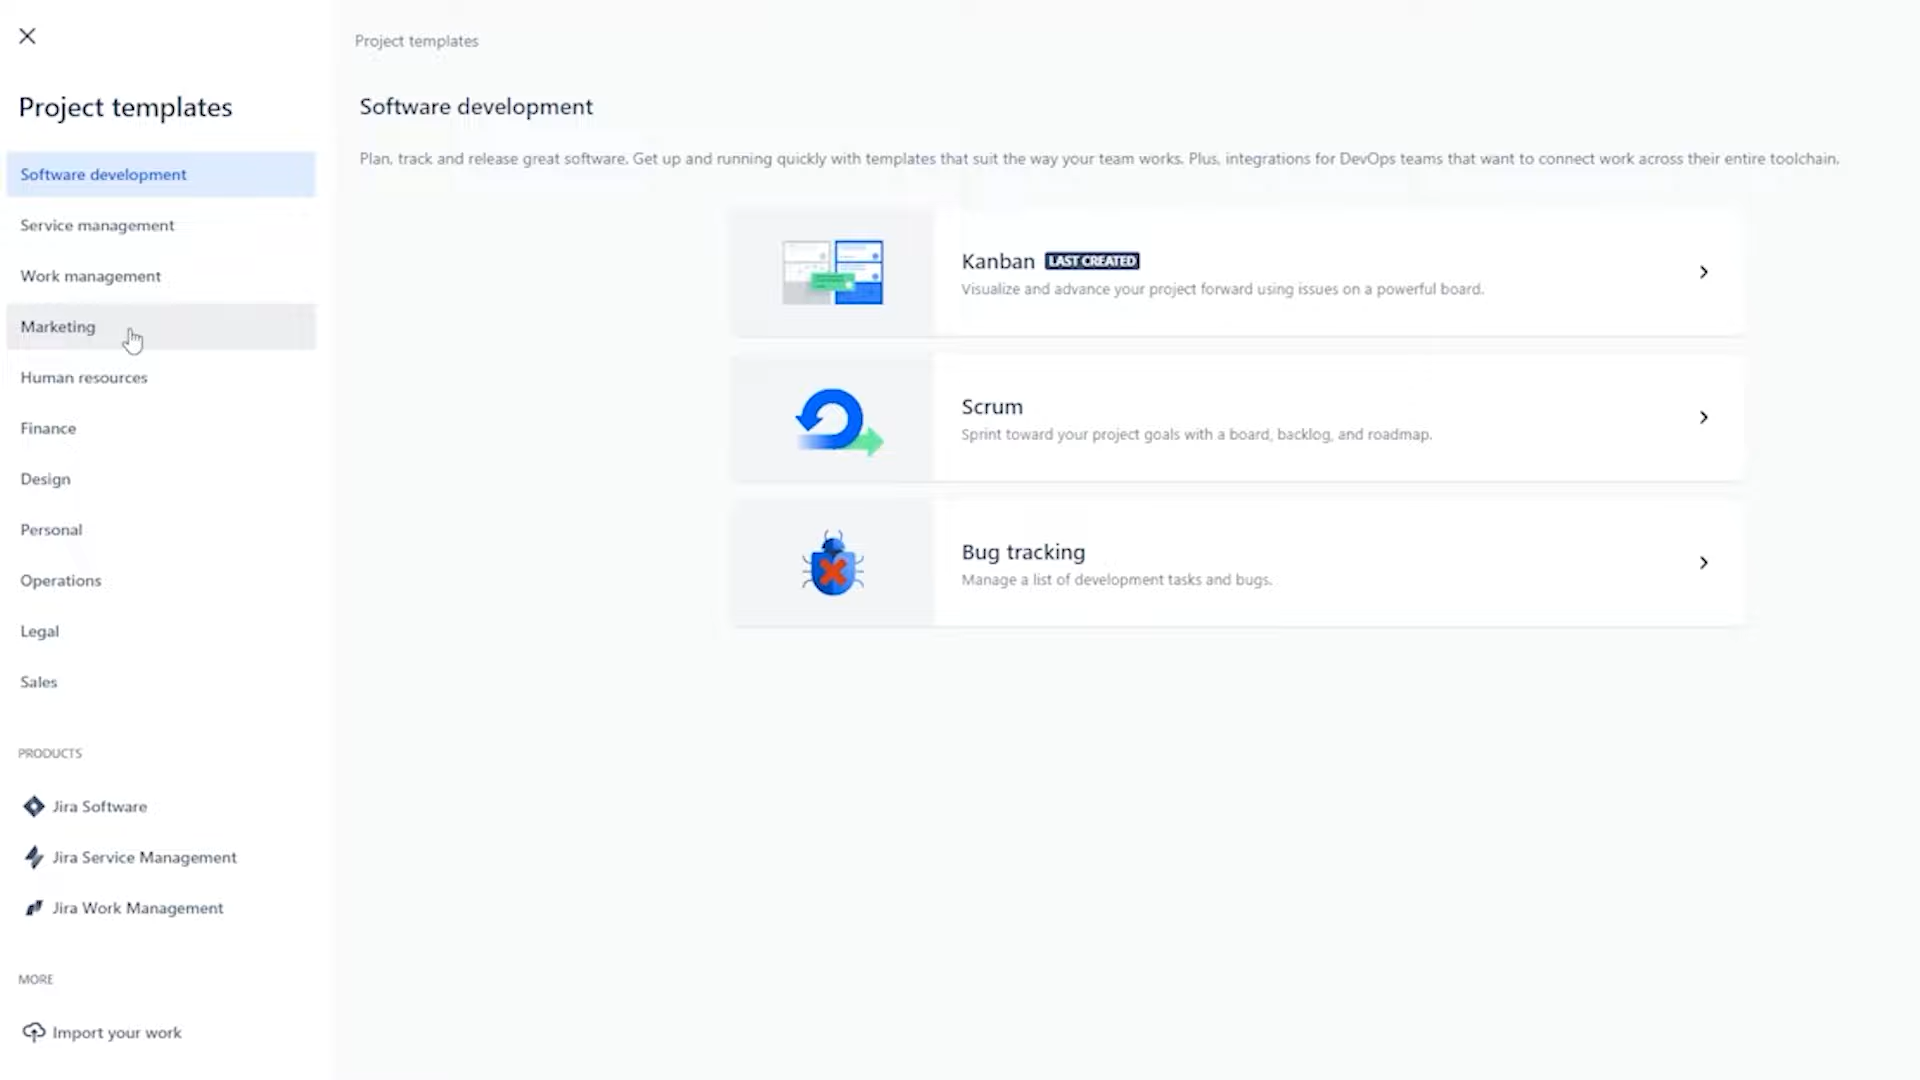 Project templates
Project templates
Software development
Service management
Work management
Marketing
Human resources
Finance
Design
Personal
Operations
Legal
Sales
PRODUCTS
Jira Software
Jira Service Management
Jira Work Management
MORE
Import your work
Software development
Plan, track and release great software. Get up and running quickly with templates that suit the way your team works. Plus, integrations for DevOps teams that want to connect work across their entire toolchain.
Kanban LAST CREATED
Visualize and advance your project forward using issues on a powerful board.
Scrum
Sprint toward your project goals with a board, backlog, and roadmap.
Bug tracking
Manage a list of development tasks and bugs.